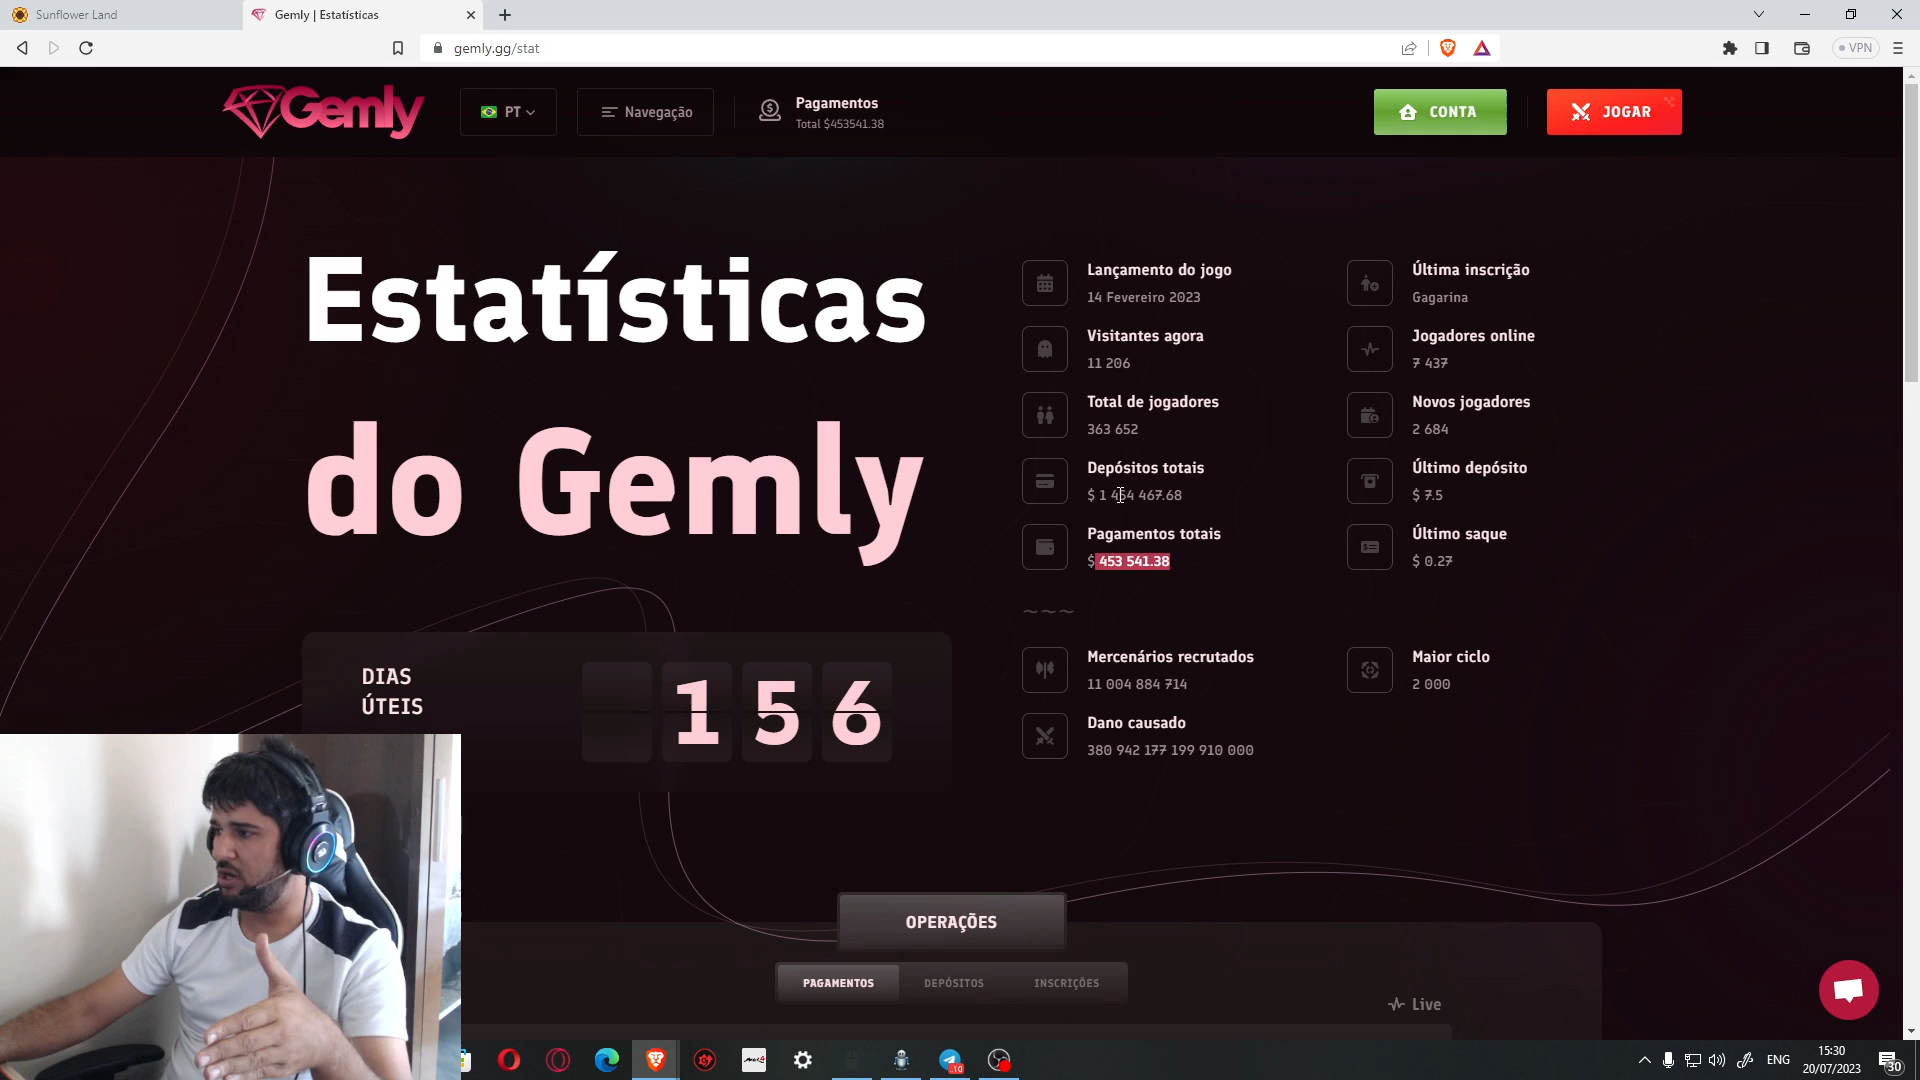 Sunflower Land
Gemly | Estatísticas
gemly.gg/stat
VPN
Gemly
PT
Navegação
Pagamentos
Total $453541.38
CONTA
JOGAR
Estatísticas
do Gemly
Lançamento do jogo
14 Fevereiro 2023
Última inscrição
Gagarina
Visitantes agora
11 206
Jogadores online
7 437
Total de jogadores
363 652
Novos jogadores
2 684
Depósitos totais
$ 1 454 467.68
Último depósito
$ 7.5
Pagamentos totais
$ 453 541.38
Último saque
$ 0.27
~~~
Mercenários recrutados
11 004 884 714
Maior ciclo
2 000
Dano causado
380 942 177 199 910 000
DIAS
ÚTEIS
156
OPERAÇÕES
PAGAMENTOS
DEPÓSITOS
INSCRIÇÕES
Live
10
ENG
15:30
20/07/2023
30